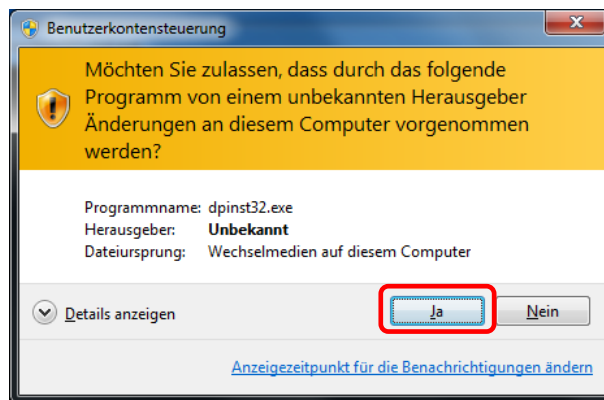 Benutzerkontensteuerung
Möchten Sie zulassen, dass durch das folgende
Programm von einem unbekannten Herausgeber
Änderungen an diesem Computer vorgenommen
werden?
Programmname: dpinst32.exe
Herausgeber: Unbekannt
Dateiursprung: Wechselmedien auf diesem Computer
Details anzeigen
Ja
Nein
Anzeigezeitpunkt für die Benachrichtigungen ändern